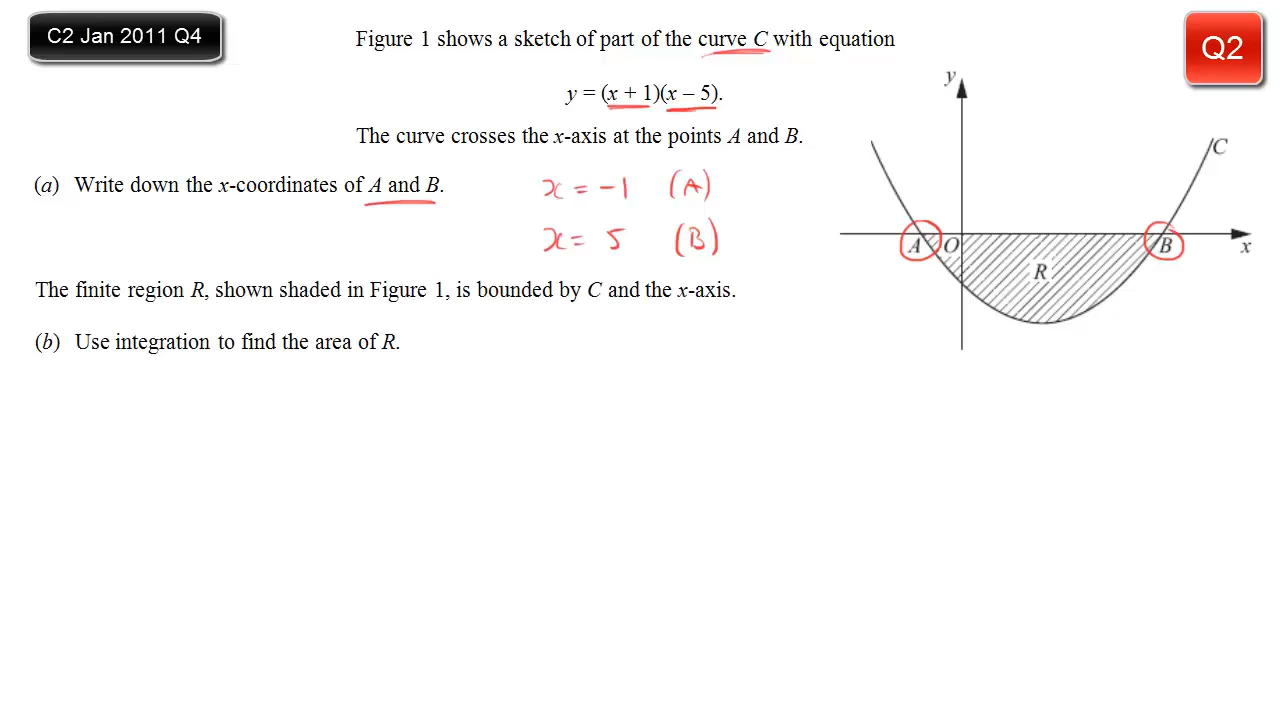 C2 Jan 2011 Q4
Figure 1 shows a sketch of part of the curve C with equation
Q2
y = (x + 1)(x – 5).
The curve crosses the x-axis at the points A and B.
(a) Write down the x-coordinates of A and B.
x = -1 (A)
x = 5 (B)
The finite region R, shown shaded in Figure 1, is bounded by C and the x-axis.
(b) Use integration to find the area of R.
y
C
A
O
B
x
R